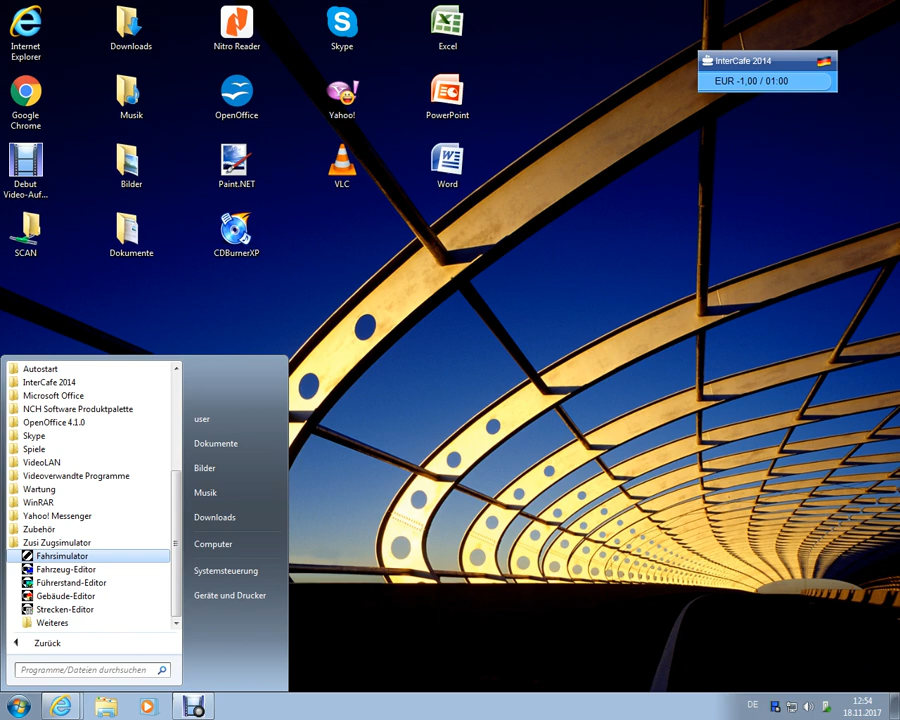 Internet
Explorer
Downloads
Nitro Reader
Skype
Excel
Google
Chrome
Musik
OpenOffice
Yahoo!
PowerPoint
Debut
Video-Auf...
Bilder
Paint.NET
VLC
Word
SCAN
Dokumente
CDBurnerXP
InterCafe 2014
EUR -1,00 / 01:00
Autostart
InterCafe 2014
Microsoft Office
NCH Software Produktpalette
OpenOffice 4.1.0
Skype
Spiele
VideoLAN
Videoverwandte Programme
Wartung
WinRAR
Yahoo! Messenger
Zubehör
Zusi Zugsimulator
Fahrsimulator
Fahrzeug-Editor
Führerstand-Editor
Gebäude-Editor
Strecken-Editor
Weiteres
Zurück
Programme/Dateien durchsuchen
user
Dokumente
Bilder
Musik
Downloads
Computer
Systemsteuerung
Geräte und Drucker
DE
12:54
18.11.2017